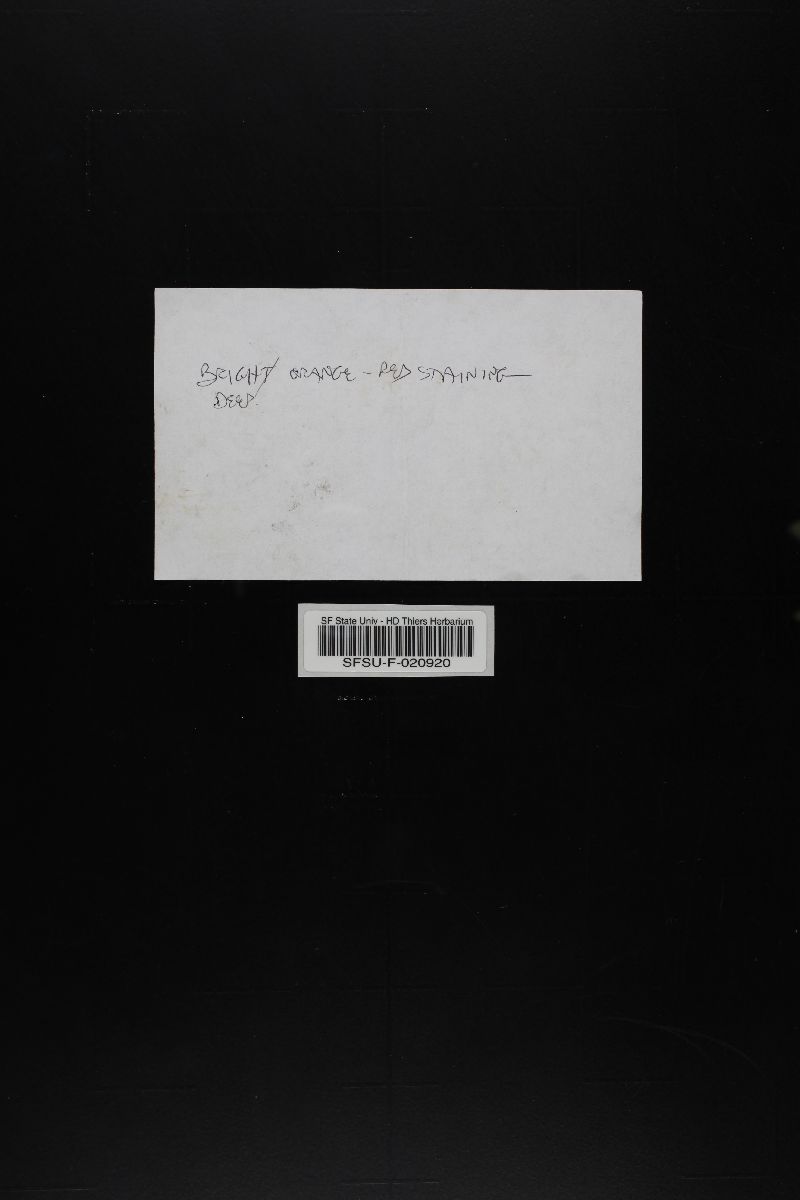 BRIGHT/ ORANGE - RED STAINING—
DEEP.
SF State Univ - HD Thiers Herbarium
SFSU-F-020920